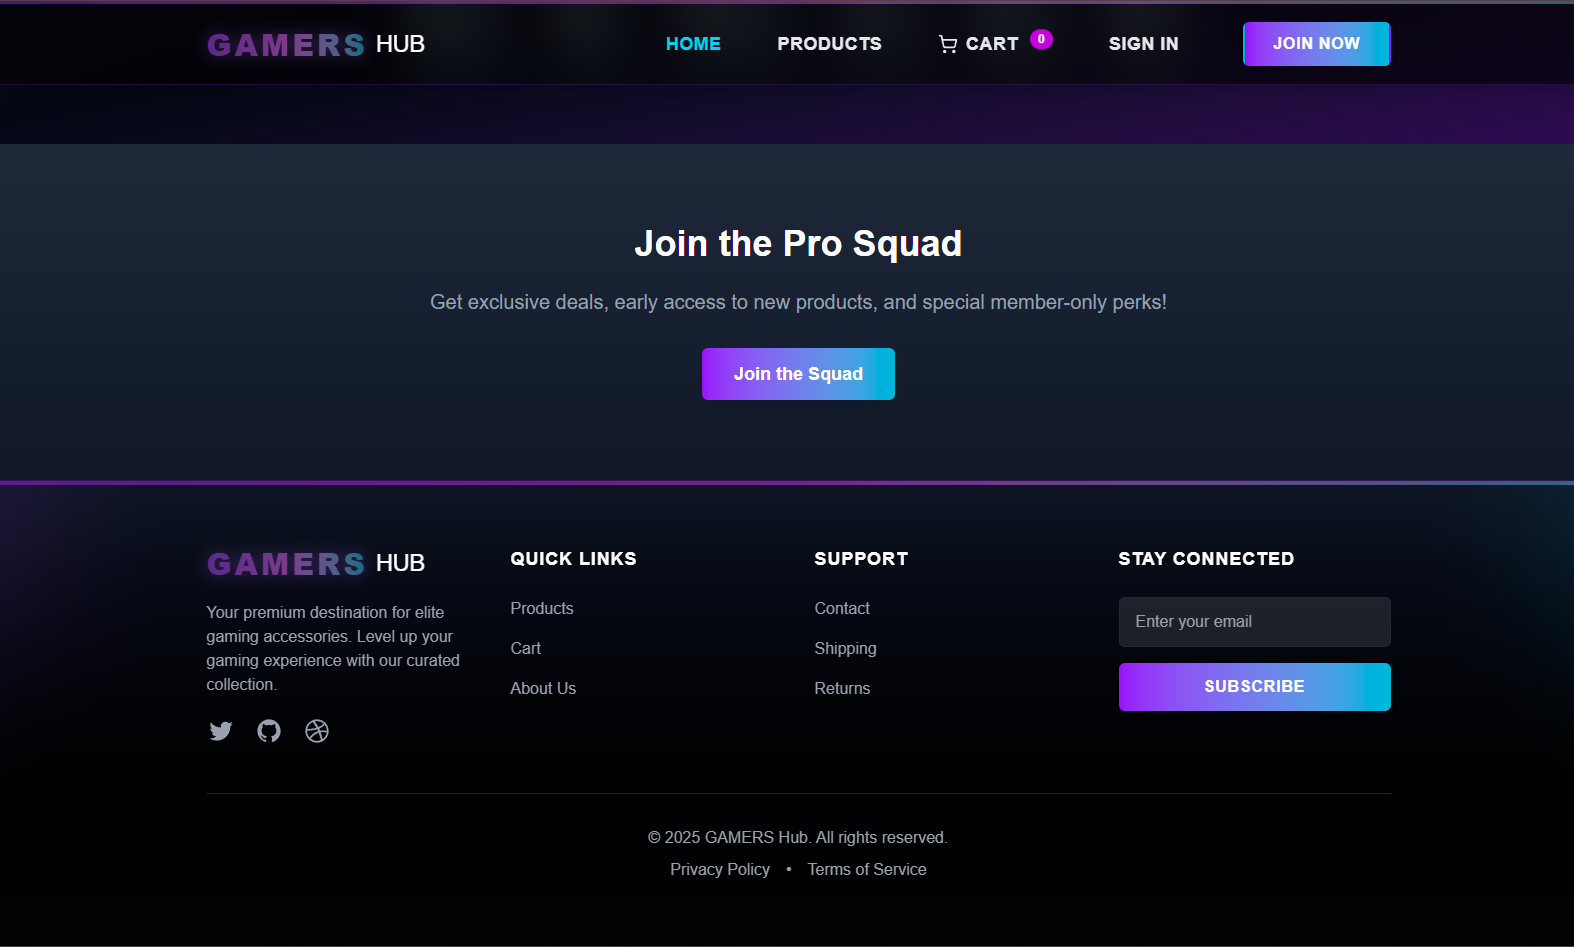 GAMERS HUB
HOME
PRODUCTS
CART 0
SIGN IN
JOIN NOW
Join the Pro Squad
Get exclusive deals, early access to new products, and special member-only perks!
Join the Squad
GAMERS HUB
Your premium destination for elite
gaming accessories. Level up your
gaming experience with our curated
collection.
QUICK LINKS
Products
Cart
About Us
SUPPORT
Contact
Shipping
Returns
STAY CONNECTED
Enter your email
SUBSCRIBE
© 2025 GAMERS Hub. All rights reserved.
Privacy Policy • Terms of Service